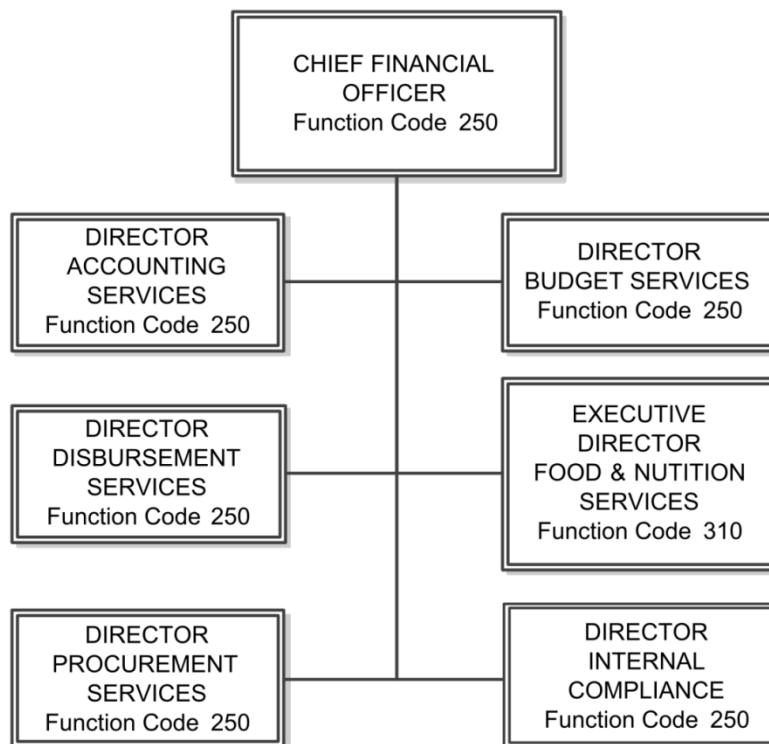 CHIEF FINANCIAL
OFFICER
Function Code 250
DIRECTOR
ACCOUNTING
SERVICES
Function Code 250
DIRECTOR
BUDGET SERVICES
Function Code 250
DIRECTOR
DISBURSEMENT
SERVICES
Function Code 250
EXECUTIVE
DIRECTOR
FOOD & NUTITION
SERVICES
Function Code 310
DIRECTOR
PROCUREMENT
SERVICES
Function Code 250
DIRECTOR
INTERNAL
COMPLIANCE
Function Code 250